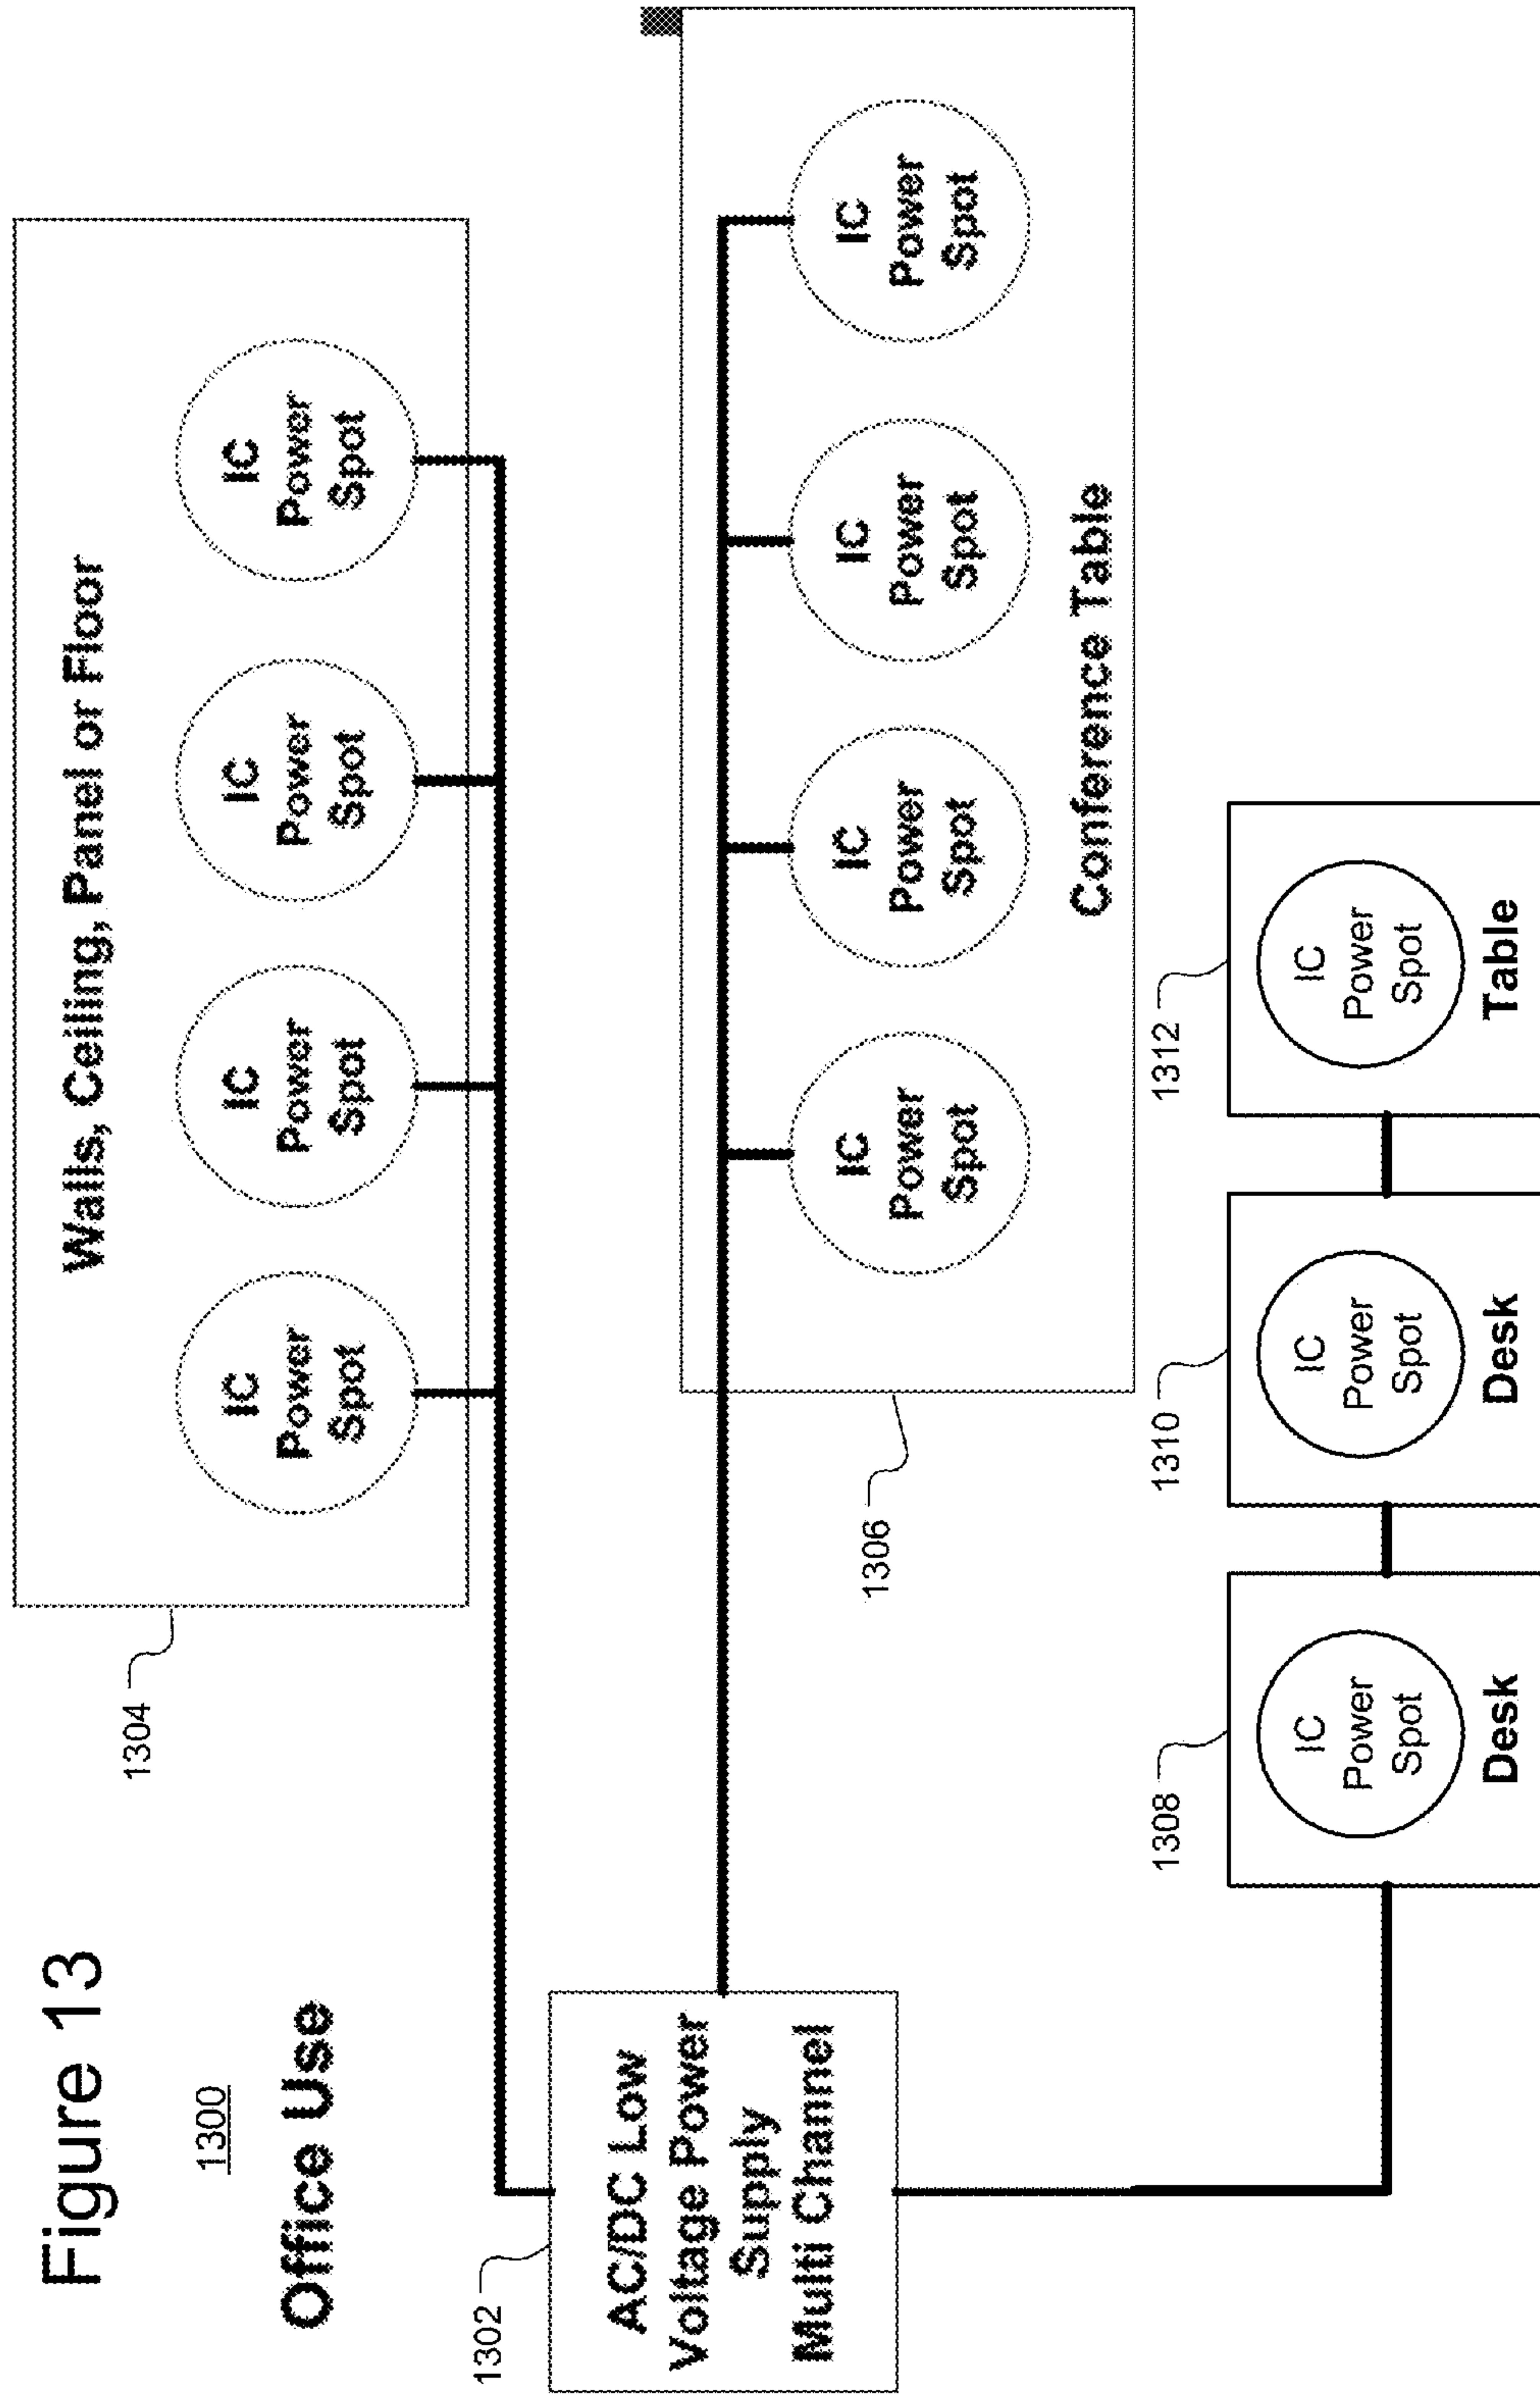 Figure 13
1300
Office Use
1302
AC/DC Low
Voltage Power
Supply
Multi Channel
1304
Walls, Ceiling, Panel or Floor
IC
Power
Spot
IC
Power
Spot
IC
Power
Spot
IC
Power
Spot
1306
IC
Power
Spot
IC
Power
Spot
IC
Power
Spot
IC
Power
Spot
Conference Table
1308
IC
Power
Spot
Desk
1310
IC
Power
Spot
Desk
1312
IC
Power
Spot
Table